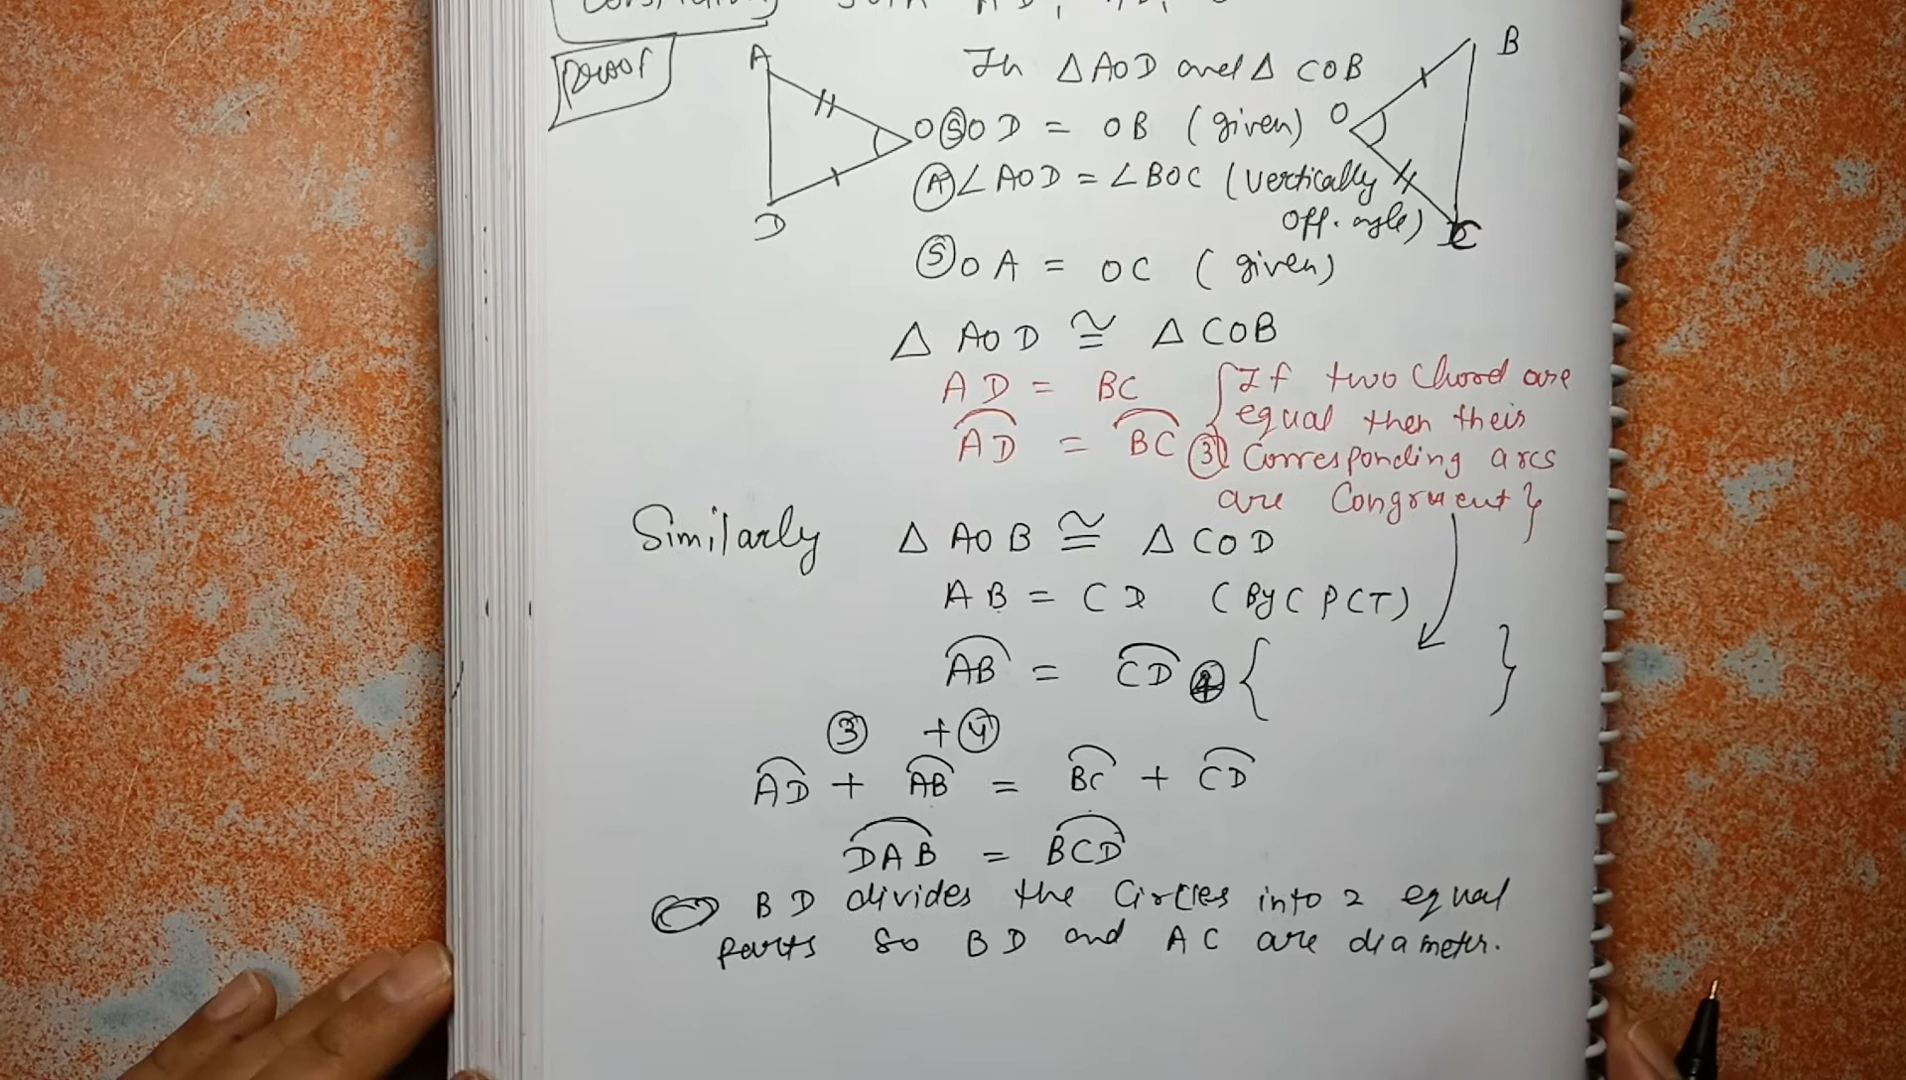 Proof
A
In △AOD and △COB
B
O Ⓢ OD = OB (given)
O
Ⓐ ∠AOD = ∠BOC (vertically
D
opp. angle)
C
Ⓢ OA = OC (given)
△ AOD ≅ △ COB
AD = BC {If two Chord are
equal then their
⌒AD = ⌒BC ③ Corresponding arcs
are Congruent}
Similarly △ AOB ≅ △ COD
AB = CD (By CPCT)
⌒AB = ⌒CD ④ { }
③ + ④
⌒AD + ⌒AB = ⌒BC + ⌒CD
⌒DAB = ⌒BCD
BD divides the Circles into 2 equal
parts So BD and AC are diameter.